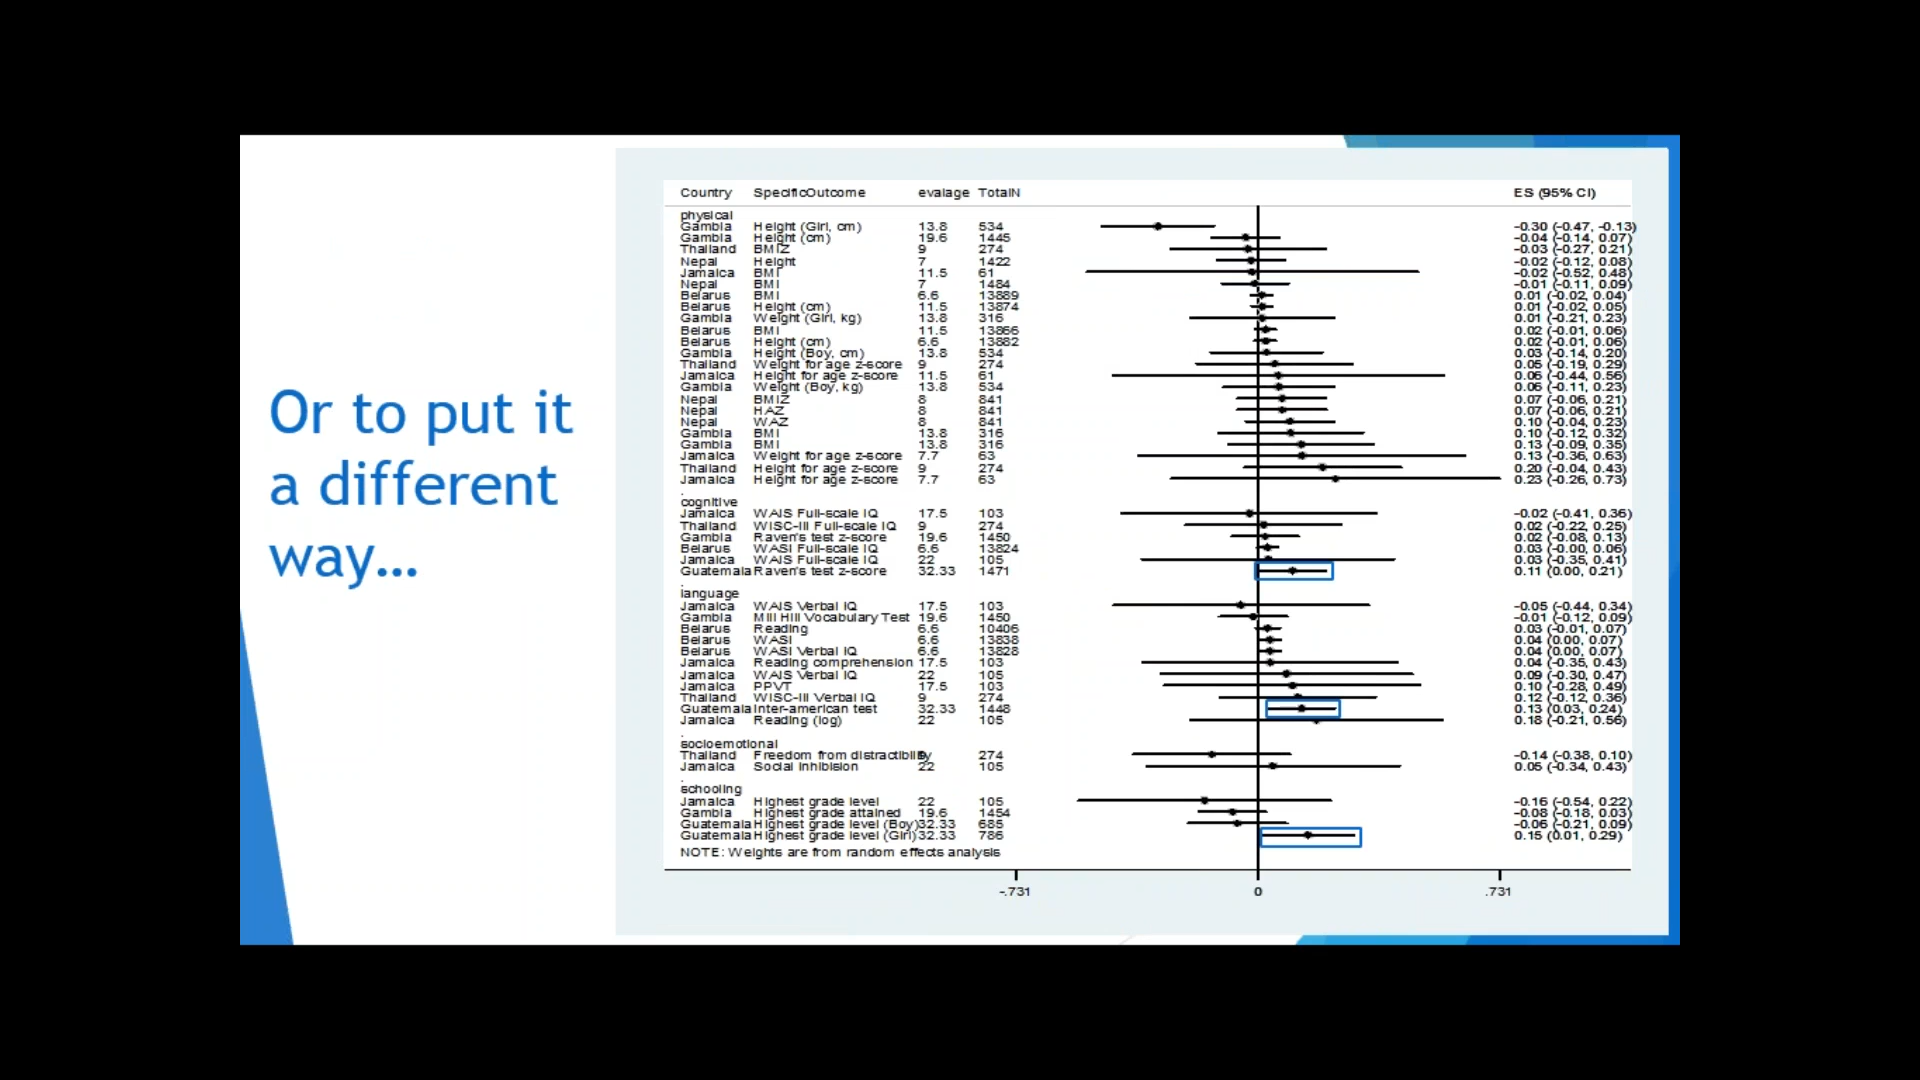 Or to put it
a different
way...
Country SpecificOutcome evalage TotalN ES (95% CI)
physical
Gambia Height (Girl, cm) 13.8 534 -0.30 (-0.47, -0.13)
Gambia Height (cm) 19.6 1445 -0.04 (-0.14, 0.07)
Thailand BMIZ 9 274 -0.03 (-0.27, 0.21)
Nepal Height 7 1422 -0.02 (-0.12, 0.08)
Jamaica BMI 11.5 61 -0.02 (-0.52, 0.48)
Nepal BMI 7 1484 -0.01 (-0.11, 0.09)
Belarus BMI 6.6 13889 0.01 (-0.02, 0.04)
Belarus Height (cm) 11.5 13874 0.01 (-0.02, 0.05)
Gambia Weight (Girl, kg) 13.8 316 0.01 (-0.21, 0.23)
Belarus BMI 11.5 13866 0.02 (-0.01, 0.06)
Belarus Height (cm) 6.6 13882 0.02 (-0.01, 0.06)
Gambia Height (Boy, cm) 13.8 534 0.03 (-0.14, 0.20)
Thailand Weight for age z-score 9 274 0.05 (-0.19, 0.29)
Jamaica Height for age z-score 11.5 61 0.06 (-0.44, 0.56)
Gambia Weight (Boy, kg) 13.8 534 0.06 (-0.11, 0.23)
Nepal BMIZ 8 841 0.07 (-0.06, 0.21)
Nepal HAZ 8 841 0.07 (-0.06, 0.21)
Nepal WAZ 8 841 0.10 (-0.04, 0.23)
Gambia BMI 13.8 316 0.10 (-0.12, 0.32)
Gambia BMI 13.8 316 0.13 (-0.09, 0.35)
Jamaica Weight for age z-score 7.7 63 0.13 (-0.36, 0.63)
Thailand Height for age z-score 9 274 0.20 (-0.04, 0.43)
Jamaica Height for age z-score 7.7 63 0.23 (-0.26, 0.73)
.
cognitive
Jamaica WAIS Full-scale IQ 17.5 103 -0.02 (-0.41, 0.36)
Thailand WISC-III Full-scale IQ 9 274 0.02 (-0.22, 0.25)
Gambia Raven's test z-score 19.6 1450 0.02 (-0.08, 0.13)
Belarus WASI Full-scale IQ 6.6 13824 0.03 (-0.00, 0.06)
Jamaica WAIS Full-scale IQ 22 105 0.03 (-0.35, 0.41)
Guatemala Raven's test z-score 32.33 1471 0.11 (0.00, 0.21)
.
language
Jamaica WAIS Verbal IQ 17.5 103 -0.05 (-0.44, 0.34)
Gambia Mill Hill Vocabulary Test 19.6 1450 -0.01 (-0.12, 0.09)
Belarus Reading 6.6 10406 0.03 (-0.01, 0.07)
Belarus WASI 6.6 13838 0.04 (0.00, 0.07)
Belarus WASI Verbal IQ 6.6 13828 0.04 (0.00, 0.07)
Jamaica Reading comprehension 17.5 103 0.04 (-0.35, 0.43)
Jamaica WAIS Verbal IQ 22 105 0.09 (-0.30, 0.47)
Jamaica PPVT 17.5 103 0.10 (-0.28, 0.49)
Thailand WISC-III Verbal IQ 9 274 0.12 (-0.12, 0.36)
Guatemala Inter-american test 32.33 1448 0.13 (0.03, 0.24)
Jamaica Reading (log) 22 105 0.18 (-0.21, 0.56)
.
socioemotional
Thailand Freedom from distractibility 9 274 -0.14 (-0.38, 0.10)
Jamaica Social Inhibision 22 105 0.05 (-0.34, 0.43)
.
schooling
Jamaica Highest grade level 22 105 -0.16 (-0.54, 0.22)
Gambia Highest grade attained 19.6 1454 -0.08 (-0.18, 0.03)
Guatemala Highest grade level (Boy) 32.33 685 -0.06 (-0.21, 0.09)
Guatemala Highest grade level (Girl) 32.33 786 0.15 (0.01, 0.29)
NOTE: Weights are from random effects analysis
-.731 0 .731